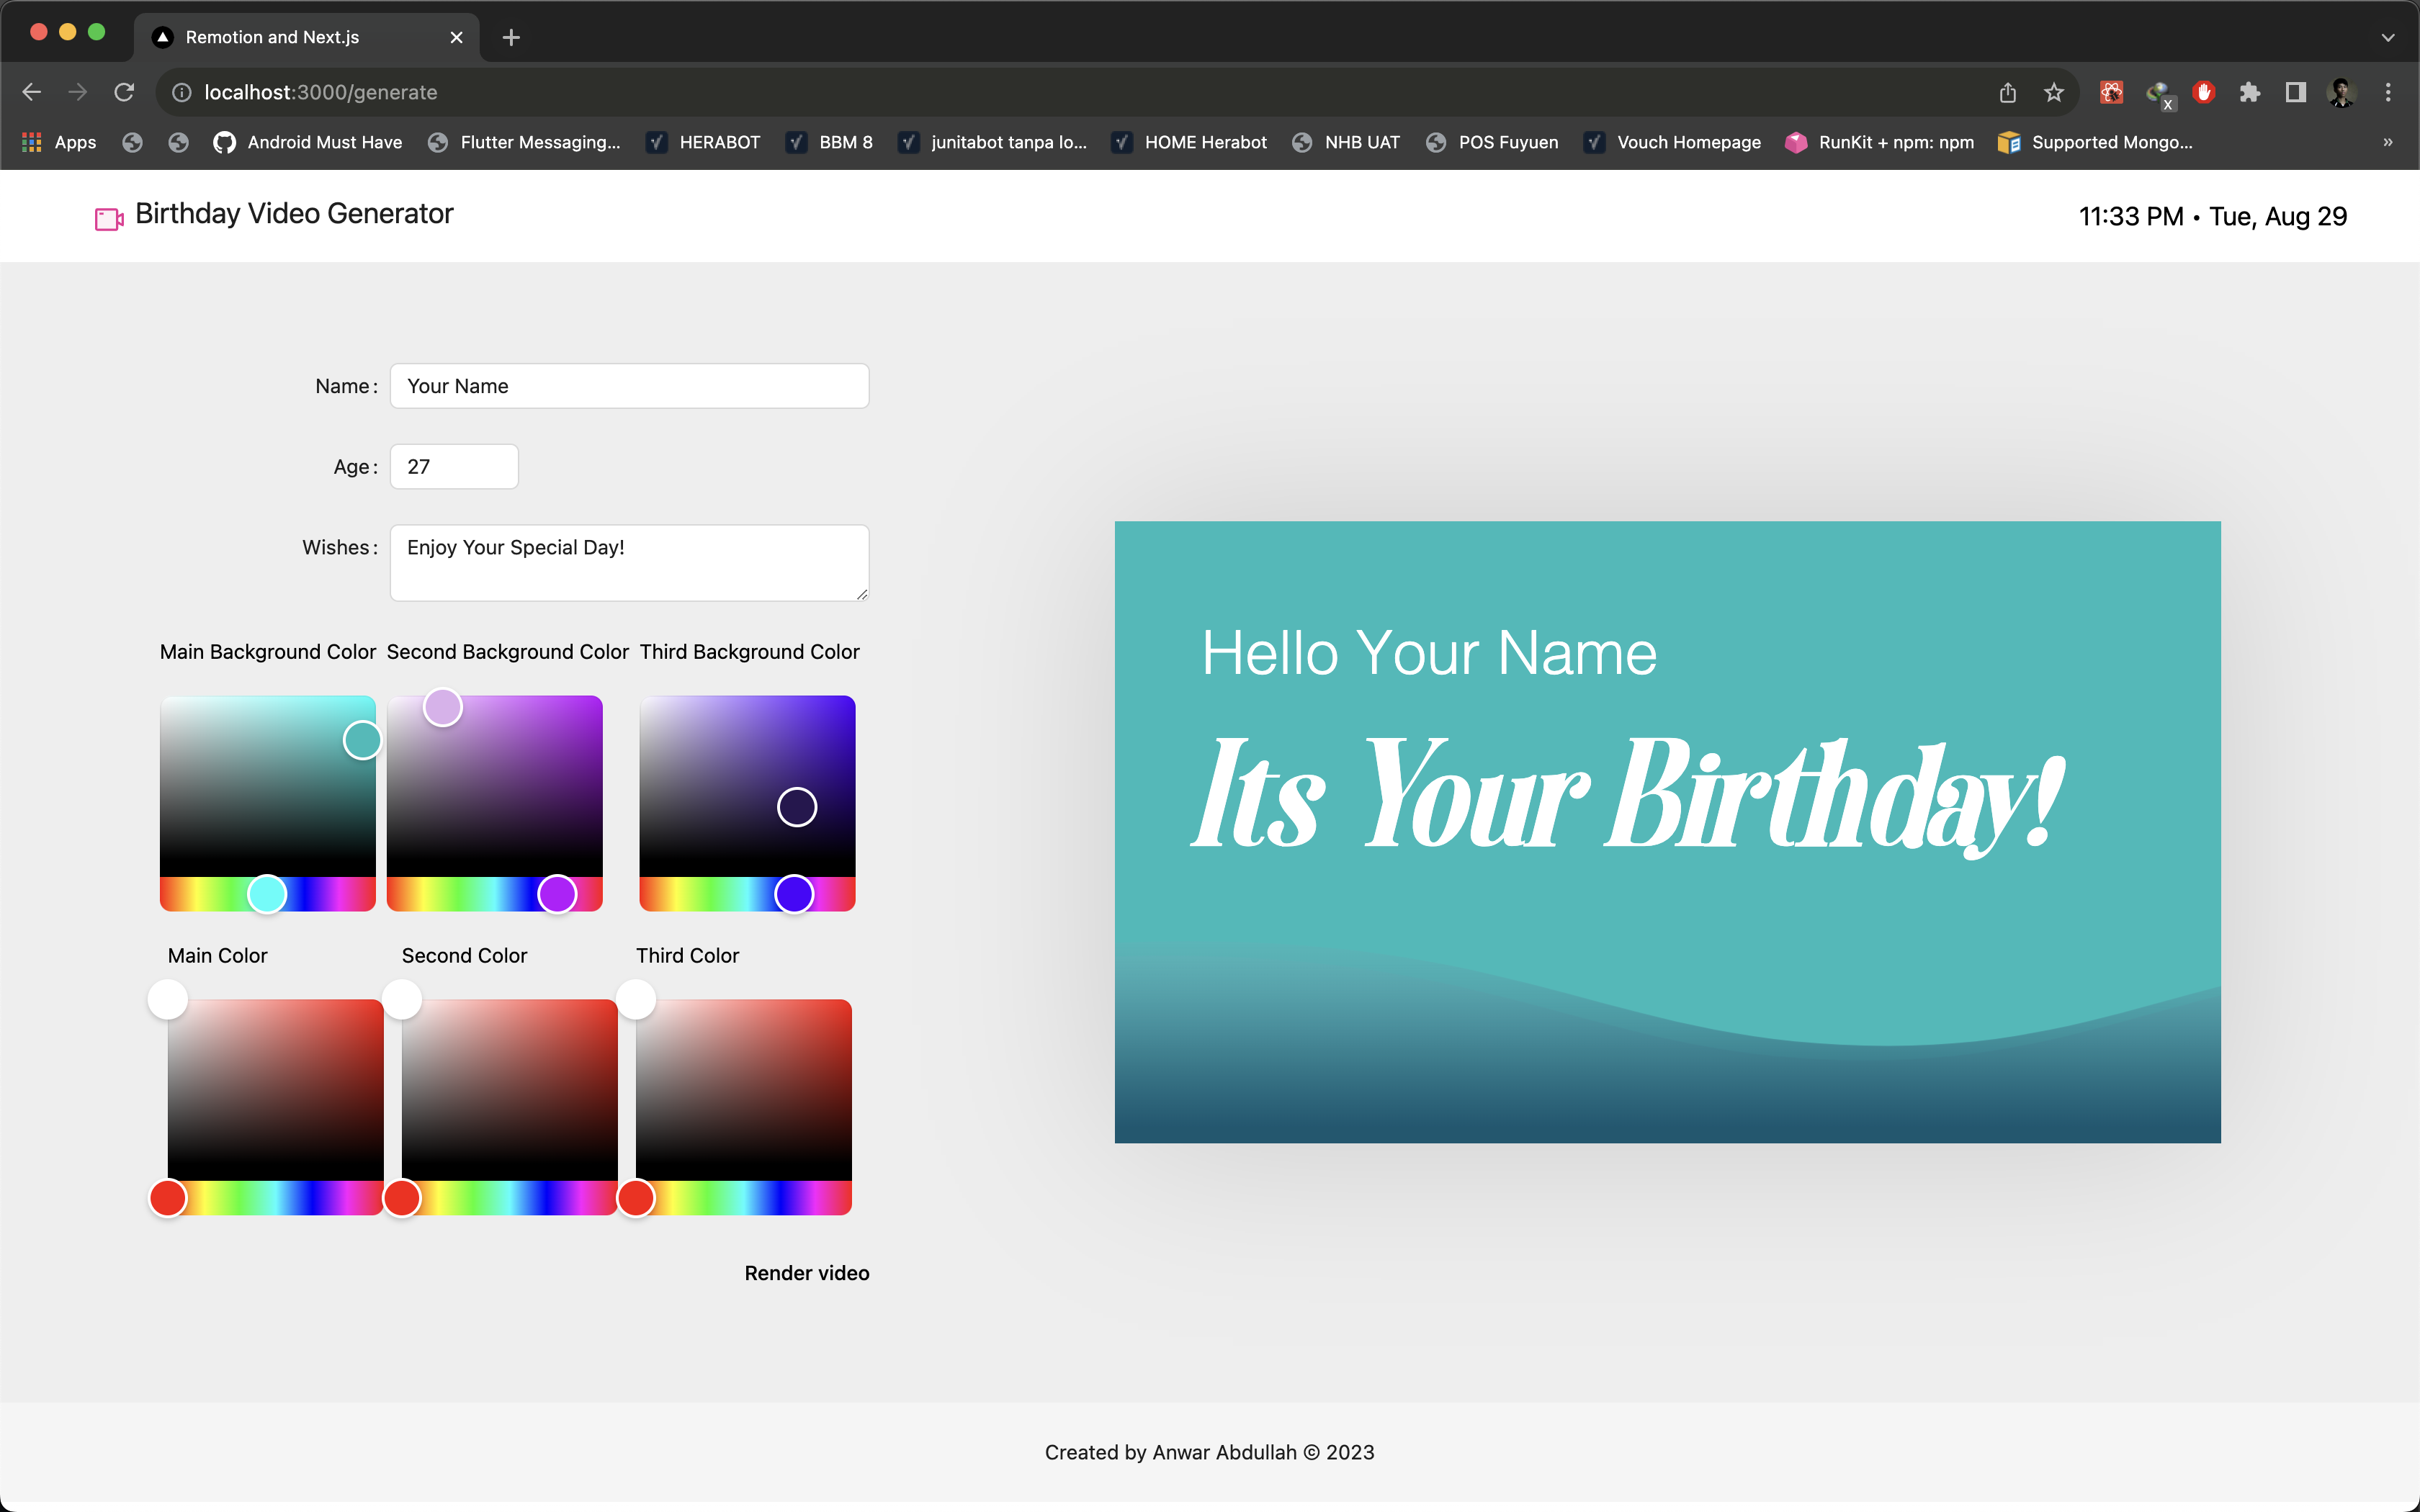 Remotion and Next.js
localhost:3000/generate
X
Apps
Android Must Have
Flutter Messaging...
HERABOT
BBM 8
junitabot tanpa lo...
HOME Herabot
NHB UAT
POS Fuyuen
Vouch Homepage
RunKit + npm: npm
Supported Mongo...
»
Birthday Video Generator
11:33 PM • Tue, Aug 29
Name :
Your Name
Age :
27
Wishes :
Enjoy Your Special Day!
Main Background Color
Second Background Color
Third Background Color
Main Color
Second Color
Third Color
Render video
Hello Your Name
Its Your Birthday!
Created by Anwar Abdullah © 2023